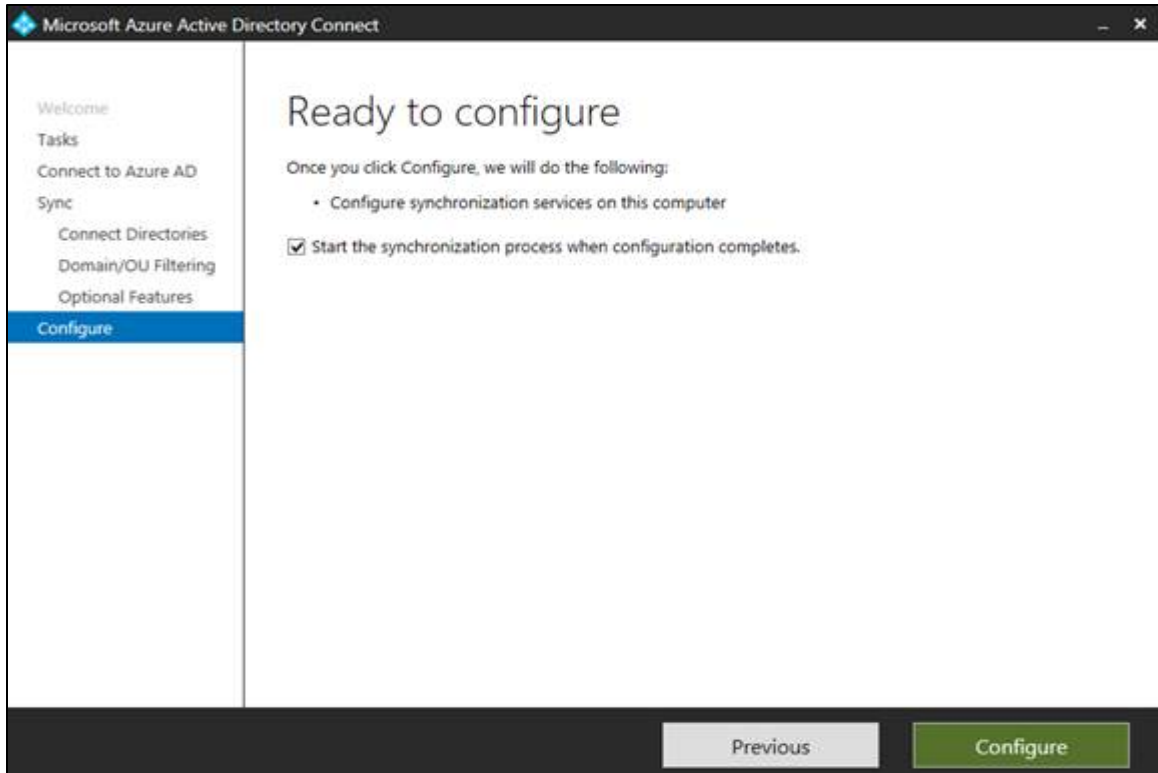 Microsoft Azure Active Directory Connect
Welcome
Tasks
Connect to Azure AD
Sync
Connect Directories
Domain/OU Filtering
Optional Features
Configure
Ready to configure
Once you click Configure, we will do the following:
• Configure synchronization services on this computer
Start the synchronization process when configuration completes.
Previous
Configure